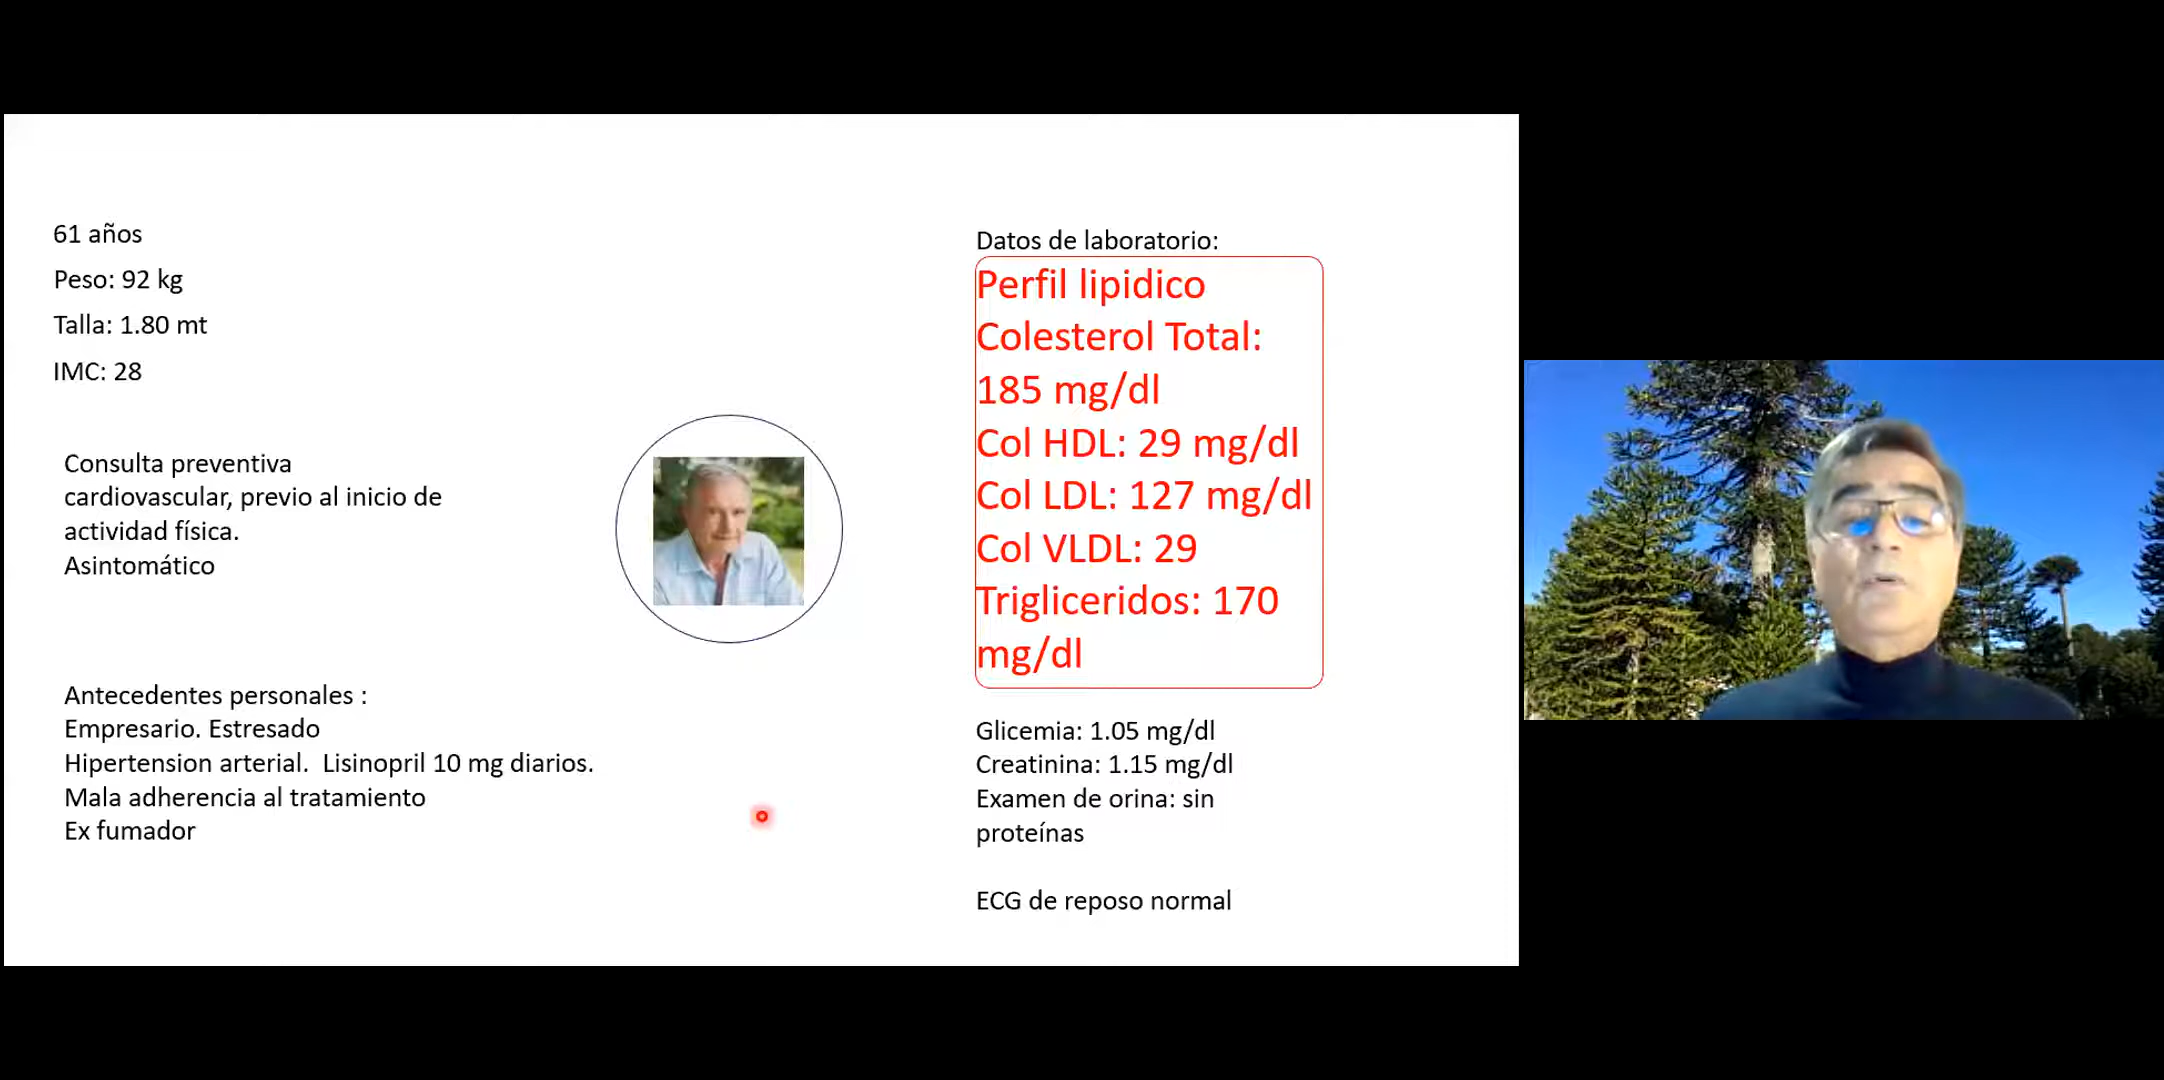 61 años
Peso: 92 kg
Talla: 1.80 mt
IMC: 28
Consulta preventiva
cardiovascular, previo al inicio de
actividad física.
Asintomático
Antecedentes personales :
Empresario. Estresado
Hipertension arterial.  Lisinopril 10 mg diarios.
Mala adherencia al tratamiento
Ex fumador
Datos de laboratorio:
Perfil lipidico
Colesterol Total:
185 mg/dl
Col HDL: 29 mg/dl
Col LDL: 127 mg/dl
Col VLDL: 29
Trigliceridos: 170
mg/dl
Glicemia: 1.05 mg/dl
Creatinina: 1.15 mg/dl
Examen de orina: sin
proteínas
ECG de reposo normal